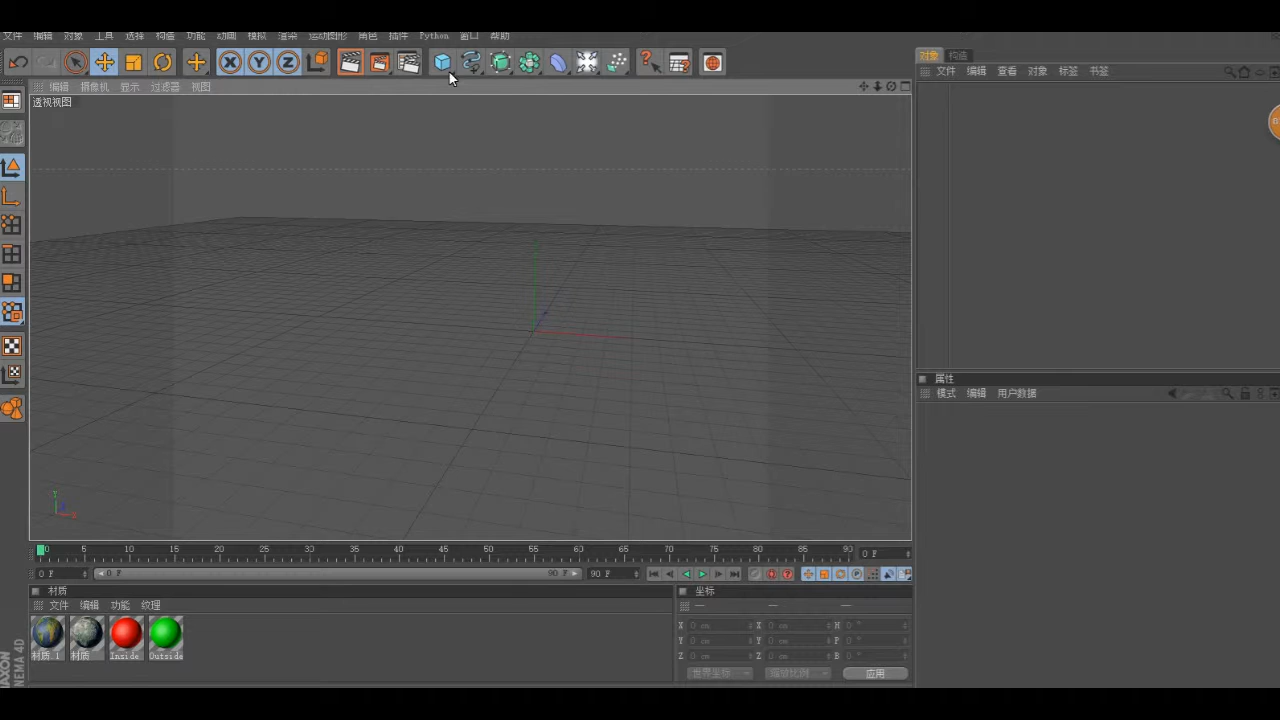 文件 编辑 对象 工具 选择 构造 功能 动画 模拟 渲染 运动图形 角色 插件 Python 窗口 帮助
X Y Z
对象 构造
文件 编辑 查看 对象 标签 书签
编辑 摄像机 显示 过滤器 视图
透视视图
Y
X
属性
模式 编辑 用户数据
0 5 10 15 20 25 30 35 40 45 50 55 60 65 70 75 80 85 90
0 F
0 F 0 F 90 F 90 F
材质
文件 编辑 功能 纹理
材质.1 材质 Inside Outside
坐标
X 0 cm X 0 cm H 0 °
Y 0 cm Y 0 cm P 0 °
Z 0 cm Z 0 cm B 0 °
世界坐标 缩放比例 应用
MAXON
NEMA 4D